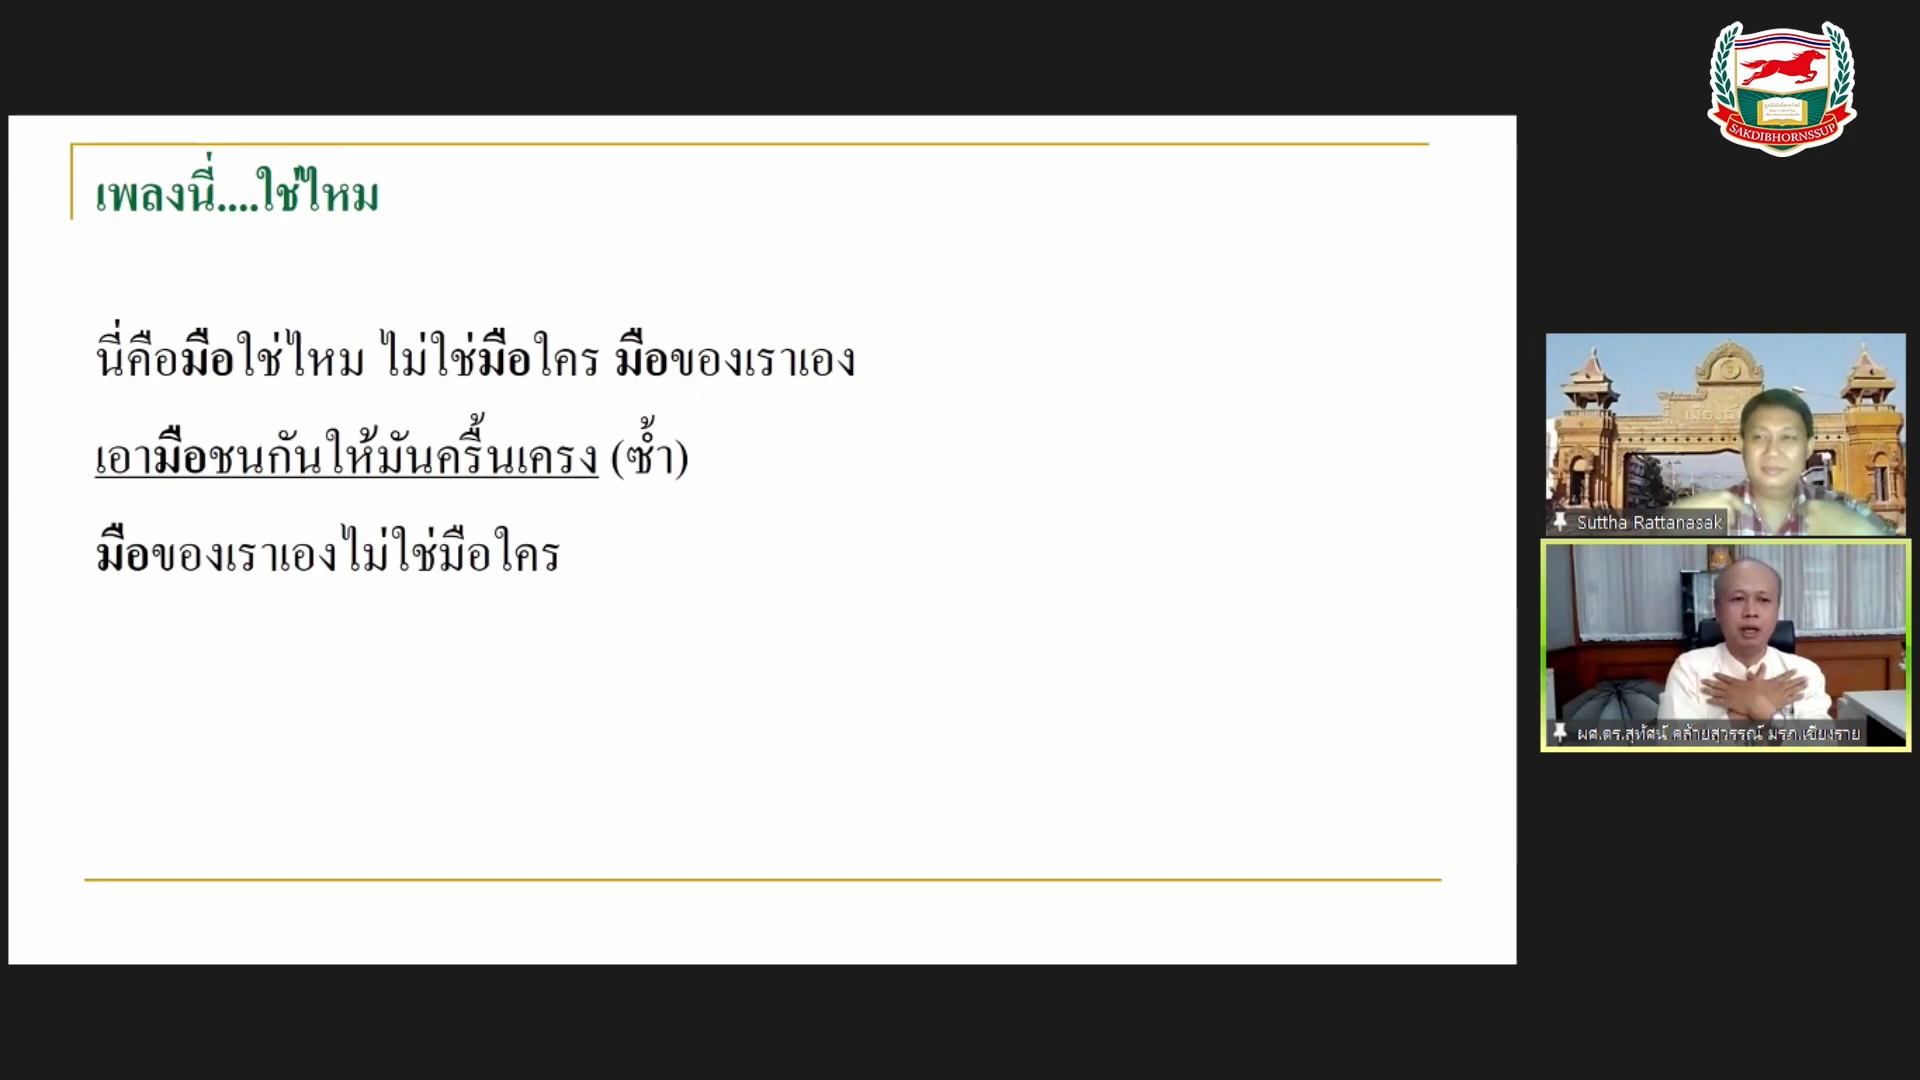 เพลงนี่....ใช่ไหม
นี่คือมือใช่ไหม ไม่ใช่มือใคร มือของเราเอง
เอามือชนกันให้มันครื้นเครง (ซ้ำ)
มือของเราเองไม่ใช่มือใคร
SAKDIBHORNSSUP
Suttha Rattanasak
ผศ.ดร.สุทัศน์ คล้ายสุวรรณ์ มรภ.เชียงราย